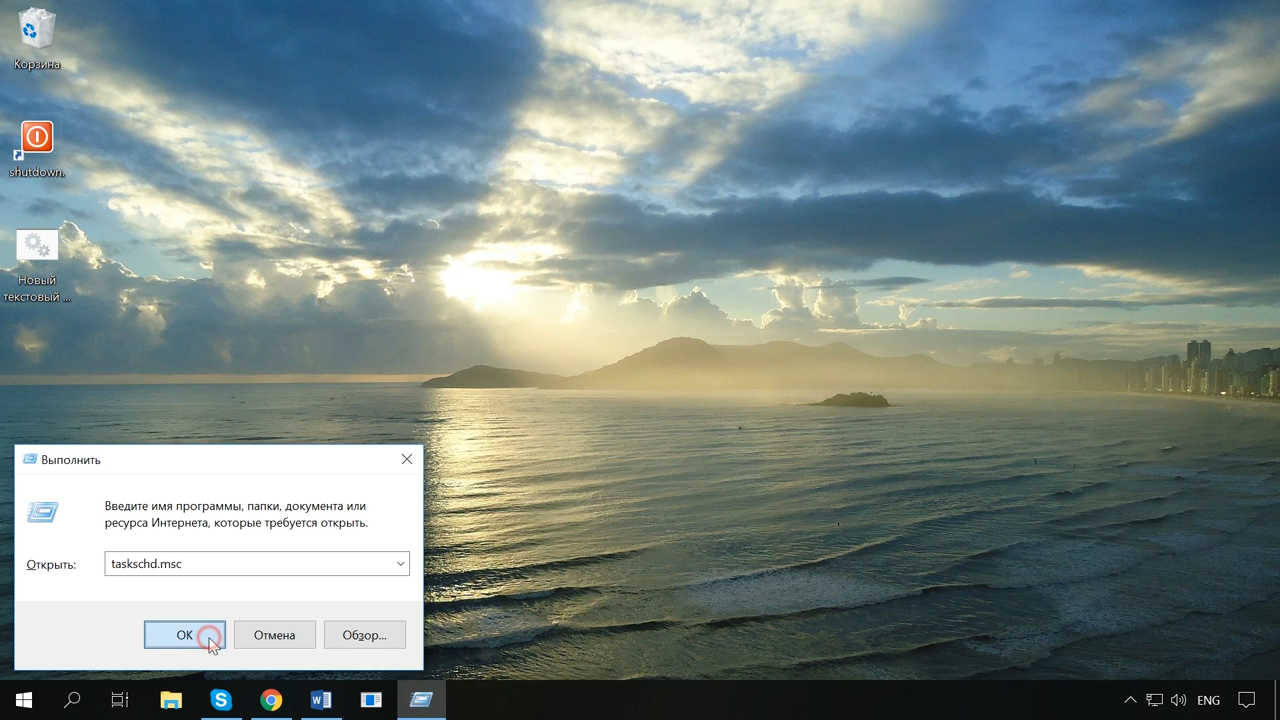 Корзина
shutdown.
Новый
текстовый ...
Выполнить
Введите имя программы, папки, документа или
ресурса Интернета, которые требуется открыть.
Открыть:
taskschd.msc
ОК
Отмена
Обзор...
ENG